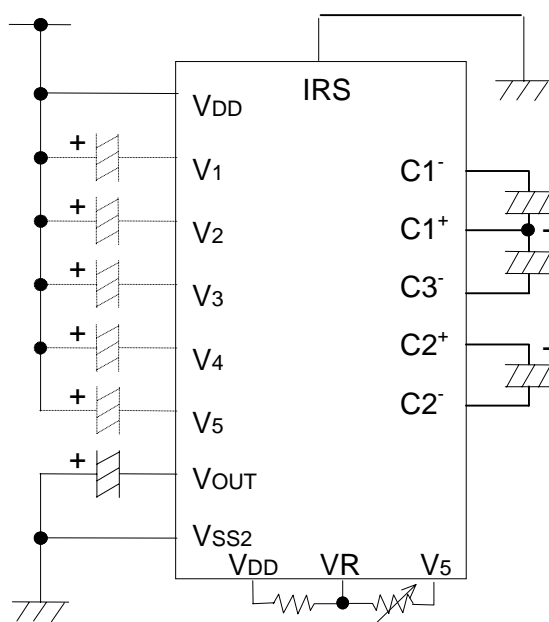 IRS
VDD
+ V1
+ V2
+ V3
+ V4
+ V5
+ VOUT
VSS2
C1-
C1+
C3-
C2+
C2-
VDD VR V5